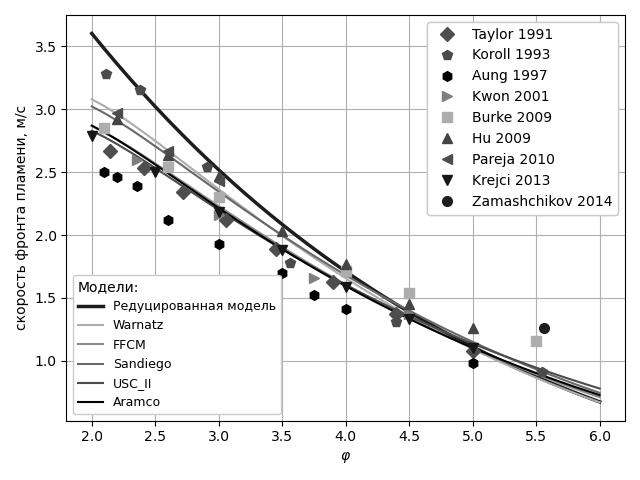 скорость фронта пламени, м/с
3.5
3.0
2.5
2.0
1.5
1.0
Taylor 1991
Koroll 1993
Aung 1997
Kwon 2001
Burke 2009
Hu 2009
Pareja 2010
Krejci 2013
Zamashchikov 2014
Модели:
Редуцированная модель
Warnatz
FFCM
Sandiego
USC_II
Aramco
2.0 2.5 3.0 3.5 4.0 4.5 5.0 5.5 6.0
φ